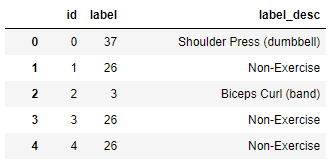 id label label_desc
0 0 37 Shoulder Press (dumbbell)
1 1 26 Non-Exercise
2 2 3 Biceps Curl (band)
3 3 26 Non-Exercise
4 4 26 Non-Exercise